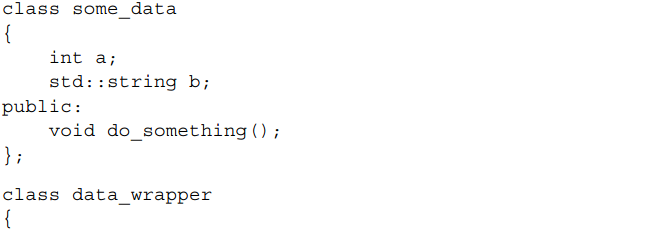 class some_data
{
    int a;
    std::string b;
public:
    void do_something();
};
class data_wrapper
{